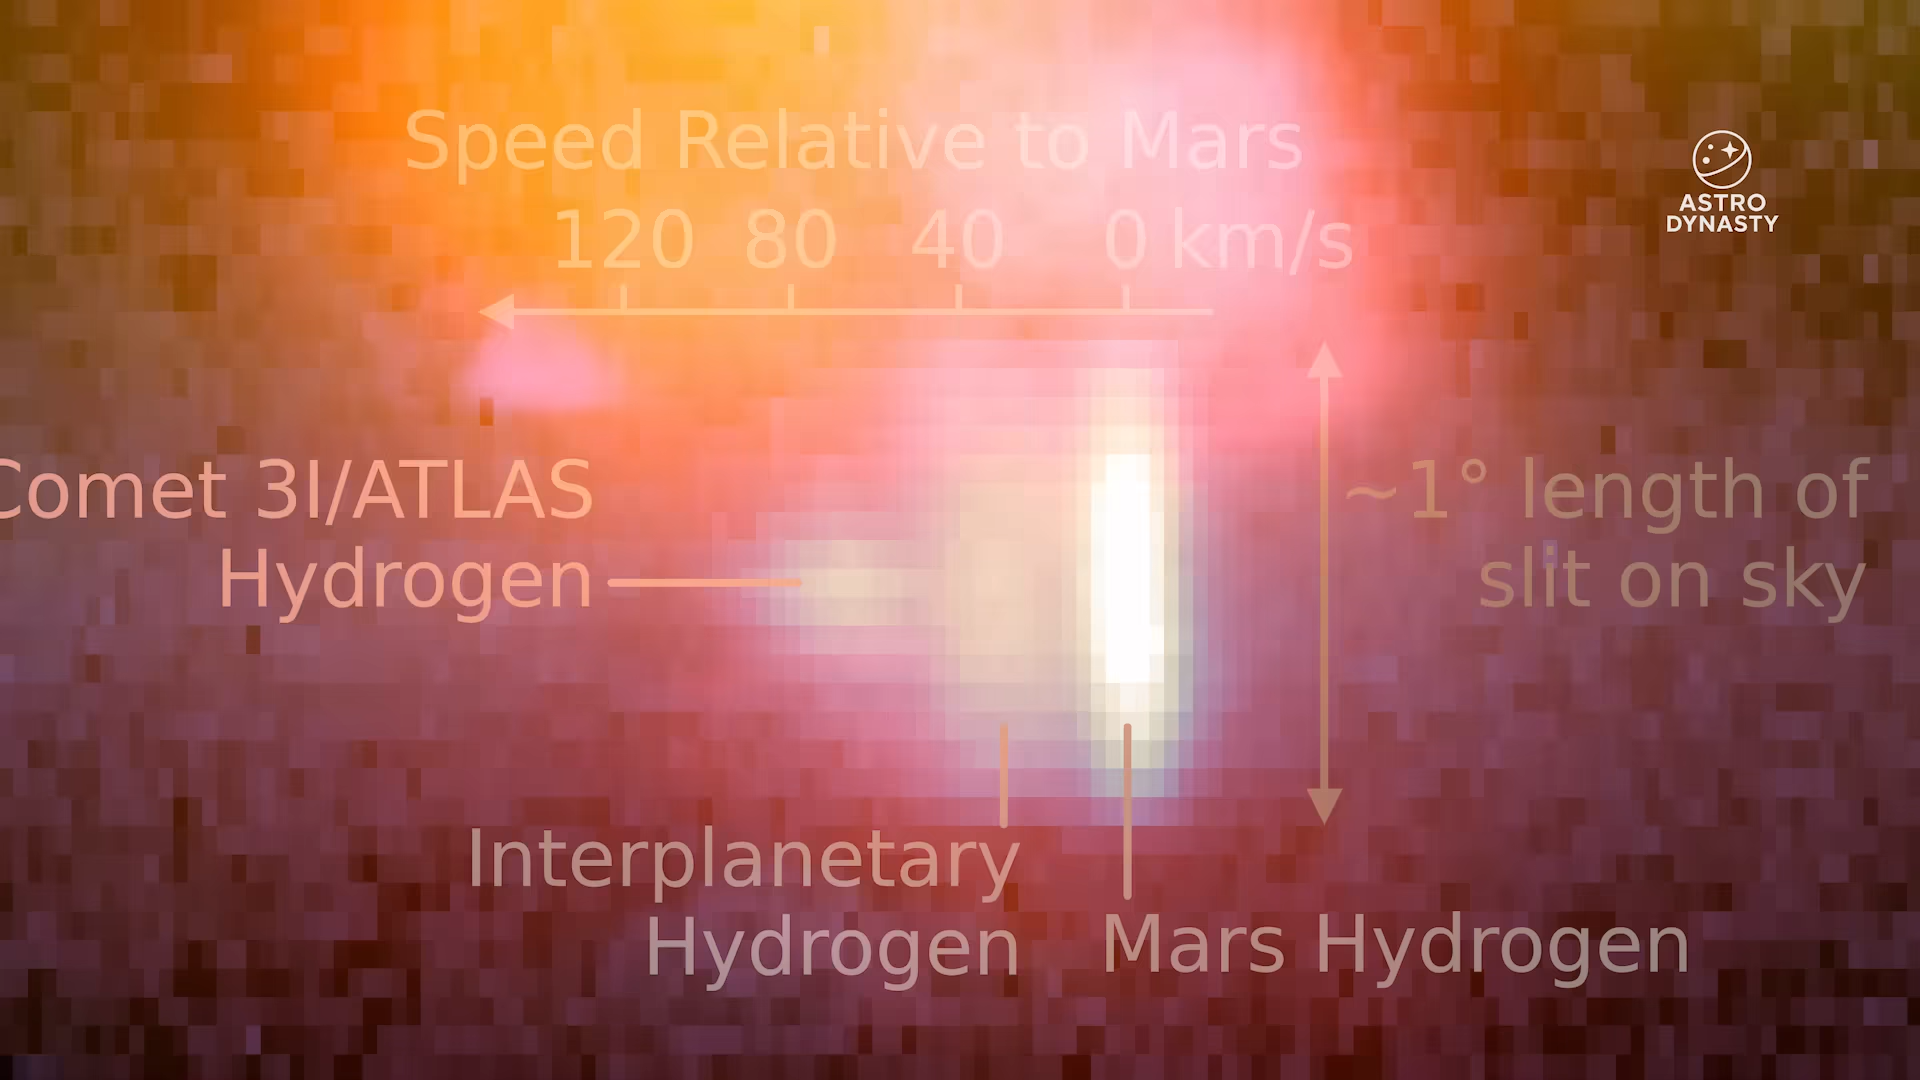 Speed Relative to Mars
120 80 40 0 km/s
ASTRO
DYNASTY
Comet 3I/ATLAS
Hydrogen
~1° length of
slit on sky
Interplanetary
Hydrogen
Mars Hydrogen